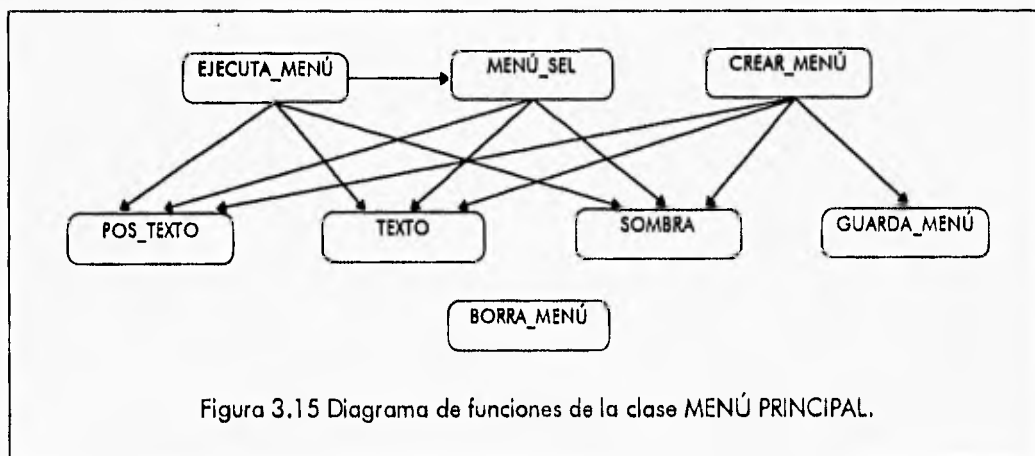 EJECUTA_MENÚ
MENÚ_SEL
CREAR_MENÚ
POS_TEXTO
TEXTO
SOMBRA
GUARDA_MENÚ
BORRA_MENÚ
Figura 3.15 Diagrama de funciones de la clase MENÚ PRINCIPAL.